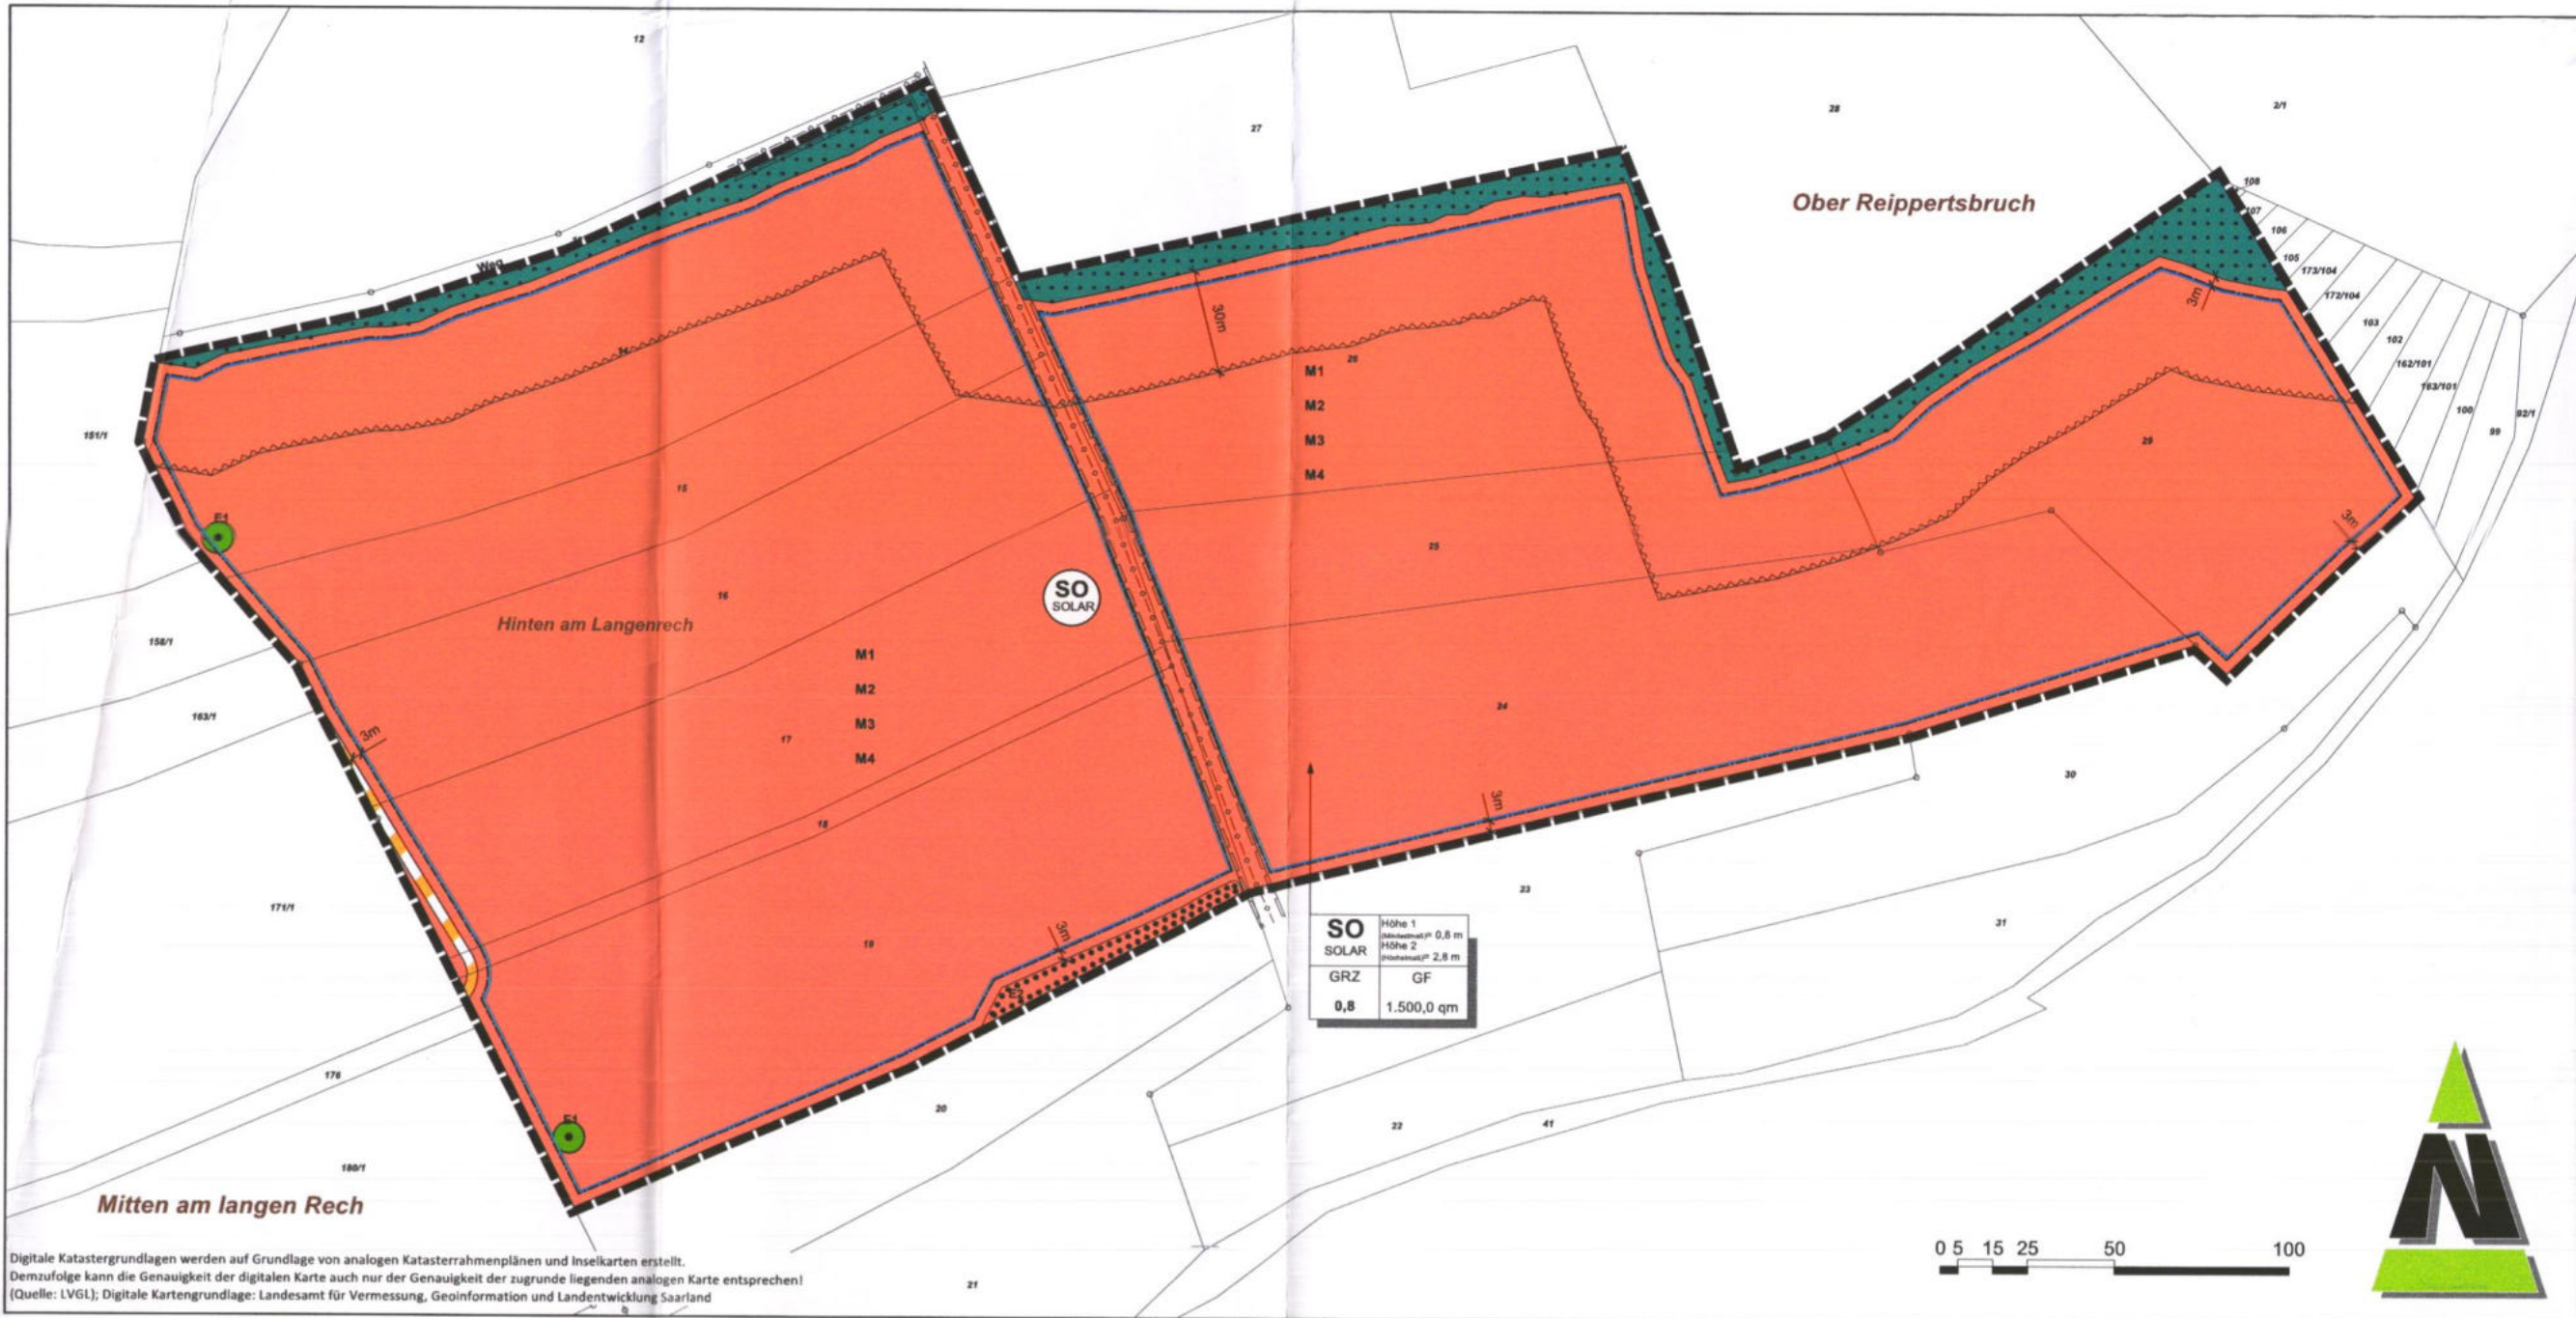 12
27
28
2/1
Ober Reippertsbruch
108
107
106
105
173/104
172/104
103
102
162/101
163/101
100
99
92/1
Weg
3m
30m
26
M1
M2
M3
M4
29
3m
151/1
15
E1
25
16
SO
SOLAR
Hinten am Langenrech
158/1
M1
M2
M3
M4
163/1
3m
17
24
30
3m
18
23
171/1
19
3m
E2
31
SO
SOLAR
Höhe 1
(Mindestmaß)= 0,8 m
Höhe 2
(Höchstmaß)= 2,8 m
GRZ
GF
0,8
1.500,0 qm
176
20
22
41
E1
180/1
Mitten am langen Rech
N
0 5 15 25 50 100
21
Digitale Katastergrundlagen werden auf Grundlage von analogen Katasterrahmenplänen und Inselkarten erstellt.
Demzufolge kann die Genauigkeit der digitalen Karte auch nur der Genauigkeit der zugrunde liegenden analogen Karte entsprechen!
(Quelle: LVGL); Digitale Kartengrundlage: Landesamt für Vermessung, Geoinformation und Landentwicklung Saarland